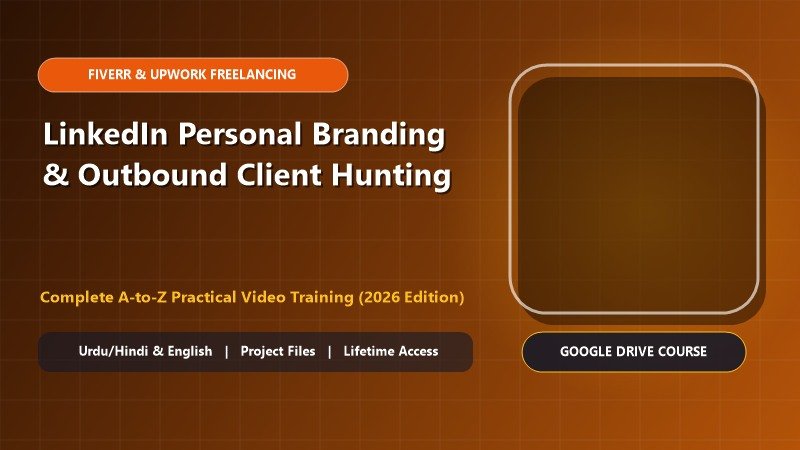 FIVERR & UPWORK FREELANCING
LinkedIn Personal Branding
& Outbound Client Hunting
Complete A-to-Z Practical Video Training (2026 Edition)
Urdu/Hindi & English | Project Files | Lifetime Access
GOOGLE DRIVE COURSE